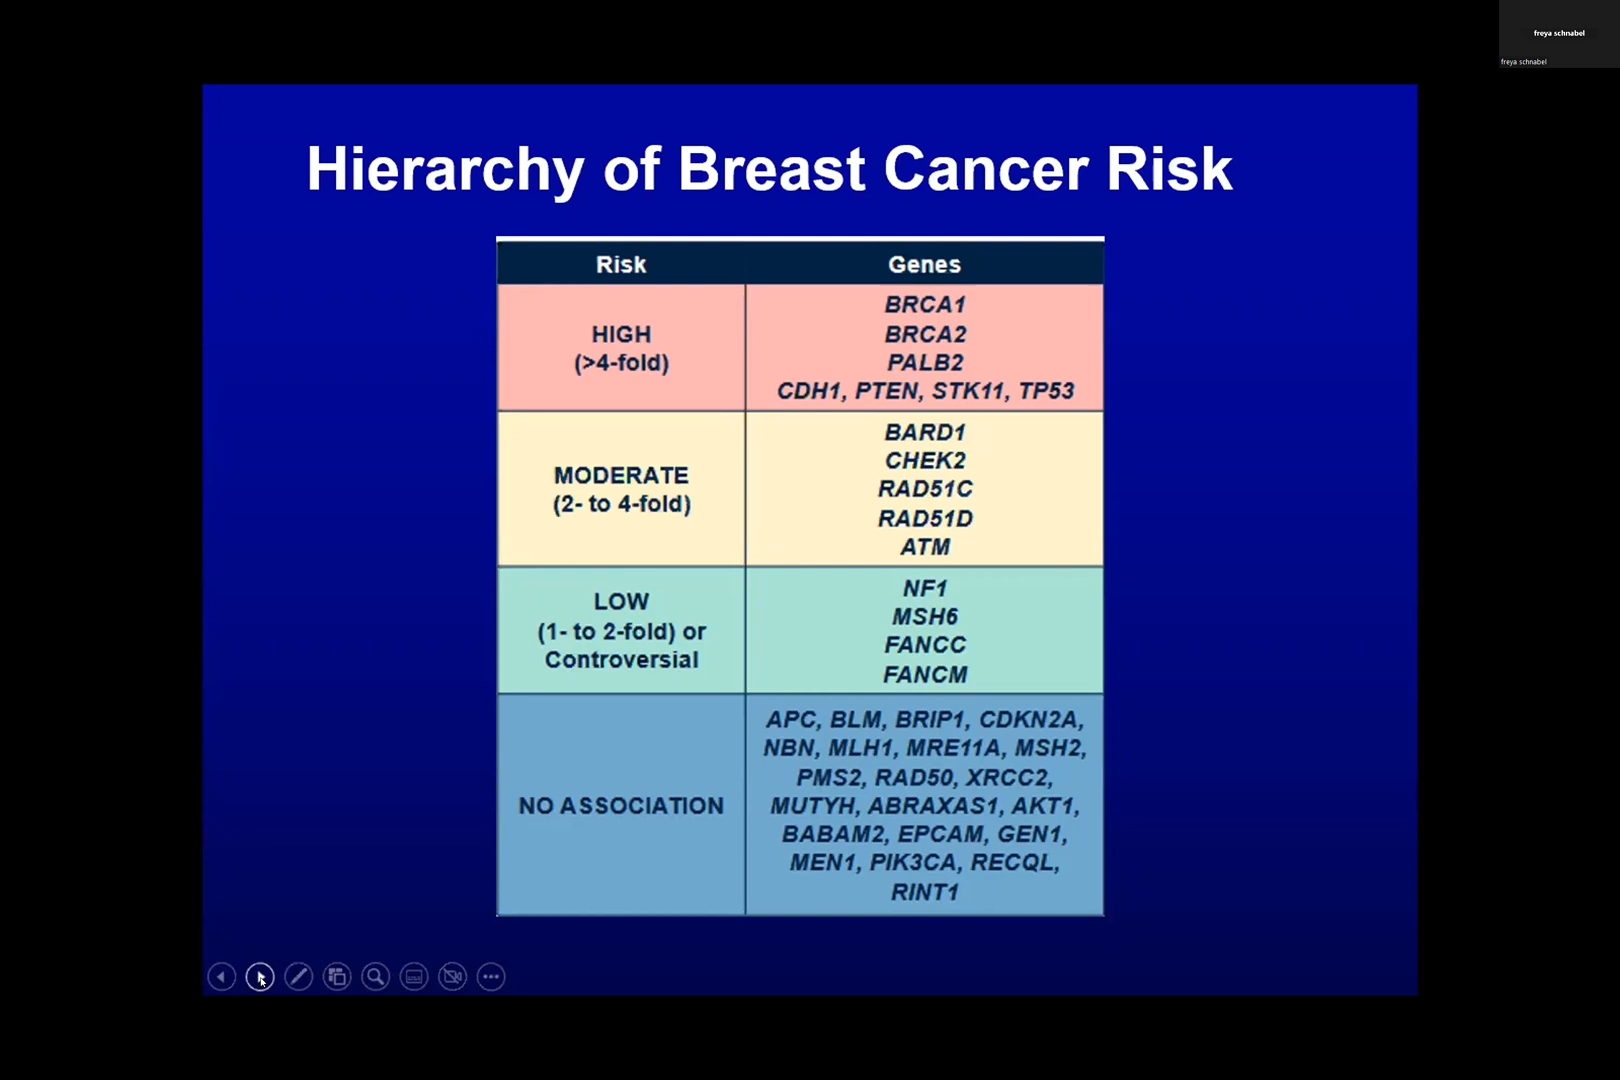 freya schnabel
freya schnabel
Hierarchy of Breast Cancer Risk
Risk
Genes
HIGH
(>4-fold)
BRCA1
BRCA2
PALB2
CDH1, PTEN, STK11, TP53
MODERATE
(2- to 4-fold)
BARD1
CHEK2
RAD51C
RAD51D
ATM
LOW
(1- to 2-fold) or
Controversial
NF1
MSH6
FANCC
FANCM
NO ASSOCIATION
APC, BLM, BRIP1, CDKN2A,
NBN, MLH1, MRE11A, MSH2,
PMS2, RAD50, XRCC2,
MUTYH, ABRAXAS1, AKT1,
BABAM2, EPCAM, GEN1,
MEN1, PIK3CA, RECQL,
RINT1